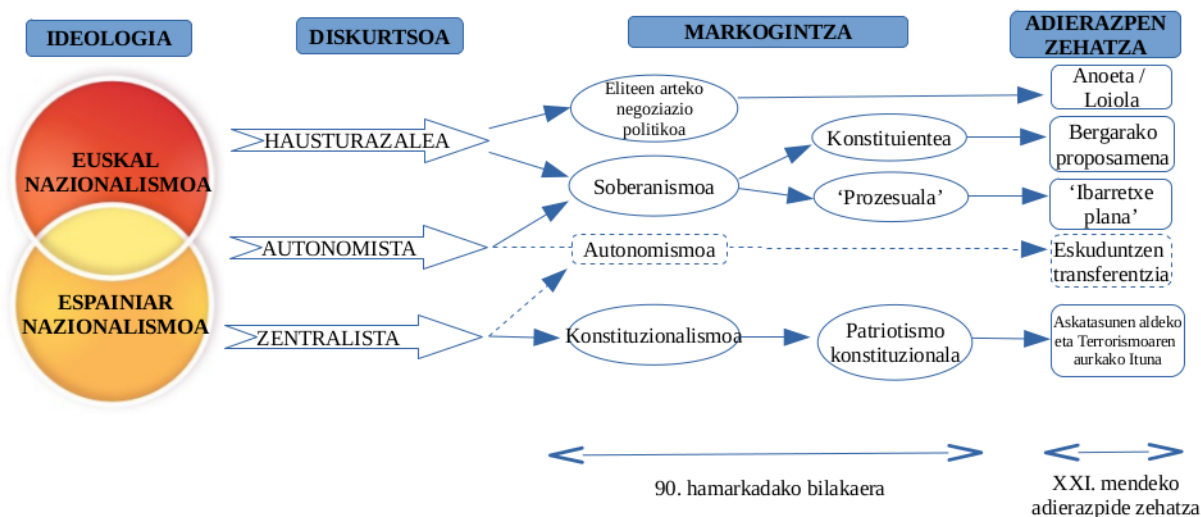 IDEOLOGIA
DISKURTSOA
MARKOGINTZA
ADIERAZPEN
ZEHATZA
EUSKAL
NAZIONALISMOA
ESPAINIAR
NAZIONALISMOA
HAUSTURAZALEA
AUTONOMISTA
ZENTRALISTA
Eliteen arteko
negoziazio
politikoa
Soberanismoa
Autonomismoa
Konstituzionalismoa
Konstituientea
‘Prozesuala’
Patriotismo
konstituzionala
Anoeta /
Loiola
Bergarako
proposamena
‘Ibarretxe
plana’
Eskuduntzen
transferentzia
Askatasunen aldeko
eta Terrorismoaren
aurkako Ituna
90. hamarkadako bilakaera
XXI. mendeko
adierazpide zehatza